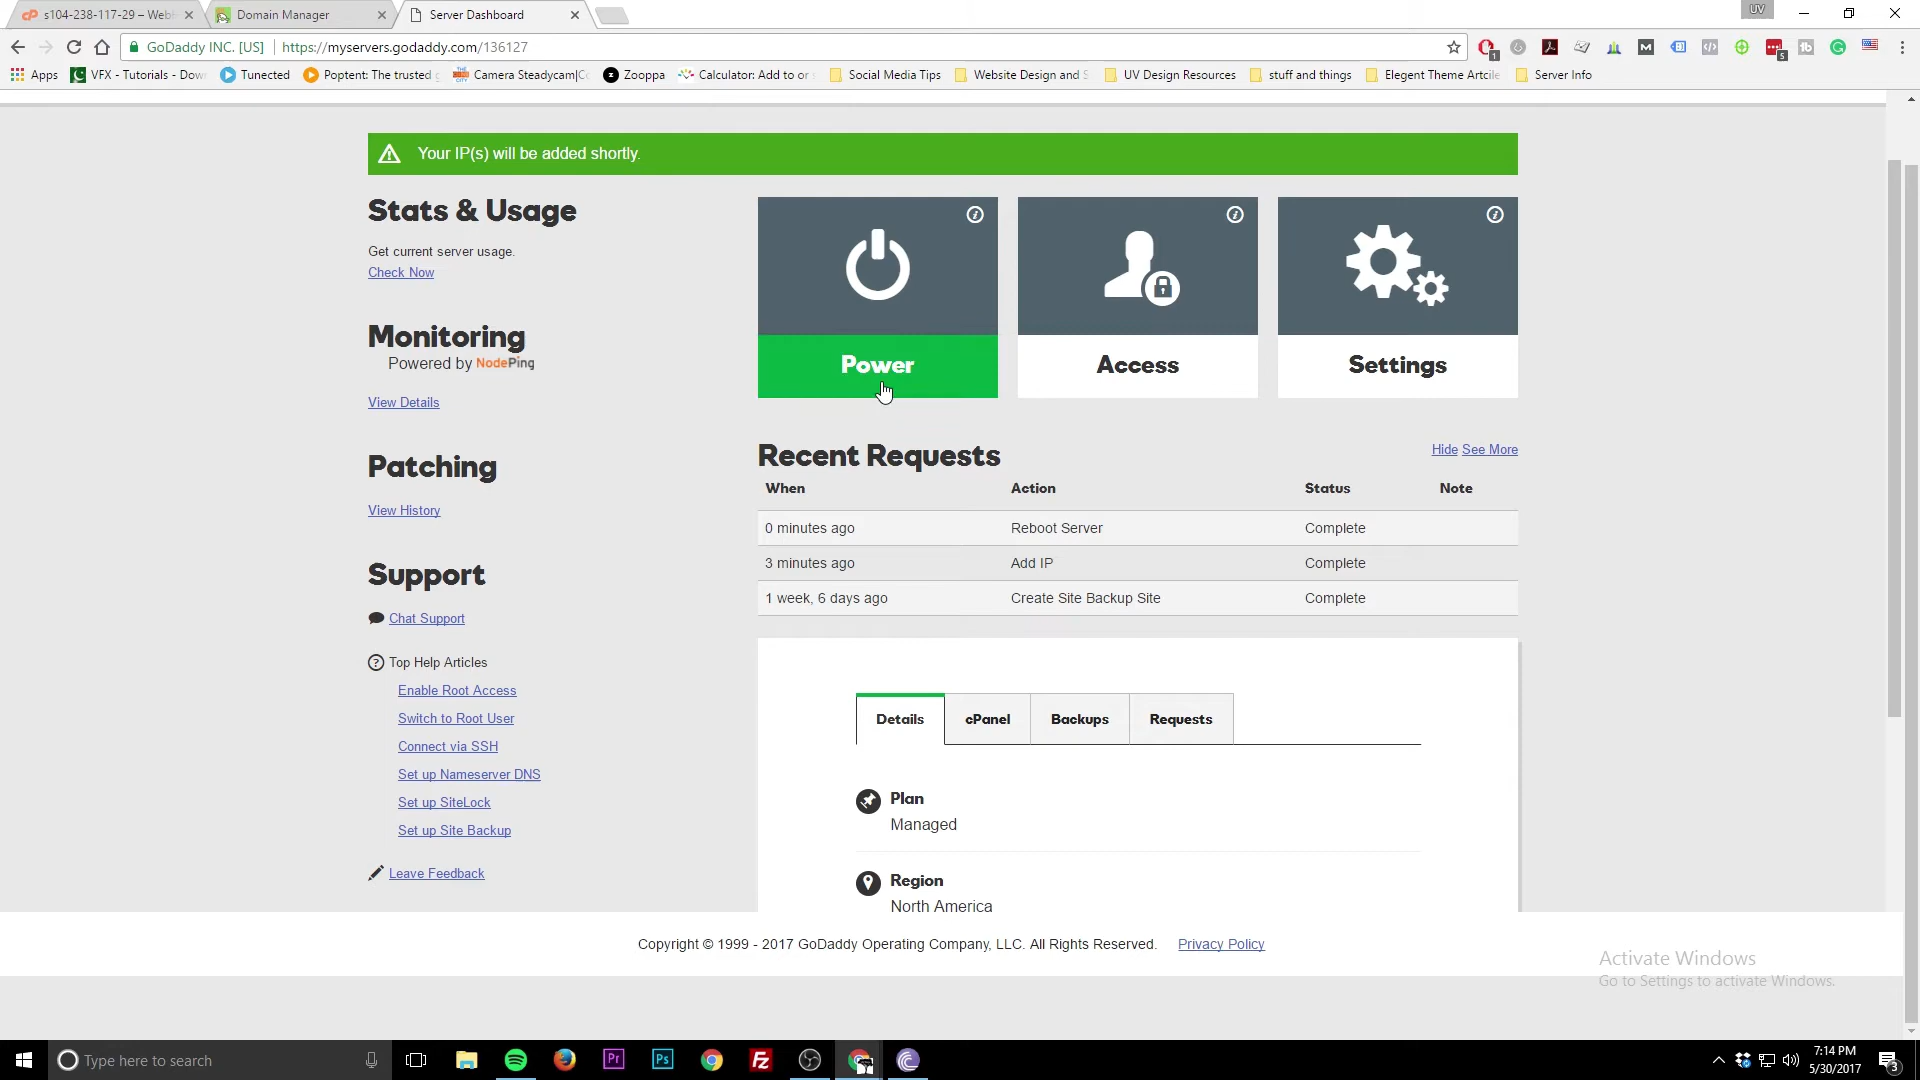 s104-238-117-29 – WebH
Domain Manager
Server Dashboard
UV
GoDaddy INC. [US]
https://myservers.godaddy.com/136127
Apps
VFX - Tutorials - Dow
Tunected
Poptent: The trusted
Camera Steadycam|Co
Zooppa
Calculator: Add to or
Social Media Tips
Website Design and S
UV Design Resources
stuff and things
Elegent Theme Artcile
Server Info
Your IP(s) will be added shortly.
Stats & Usage
Get current server usage.
Check Now
Monitoring
Powered by NodePing
View Details
Patching
View History
Support
Chat Support
Top Help Articles
Enable Root Access
Switch to Root User
Connect via SSH
Set up Nameserver DNS
Set up SiteLock
Set up Site Backup
Leave Feedback
Power
Access
Settings
Recent Requests
Hide See More
When Action Status Note
0 minutes ago Reboot Server Complete
3 minutes ago Add IP Complete
1 week, 6 days ago Create Site Backup Site Complete
Details
cPanel
Backups
Requests
Plan
Managed
Region
North America
Copyright © 1999 - 2017 GoDaddy Operating Company, LLC. All Rights Reserved. Privacy Policy
Activate Windows
Go to Settings to activate Windows.
Type here to search
7:14 PM
5/30/2017
3